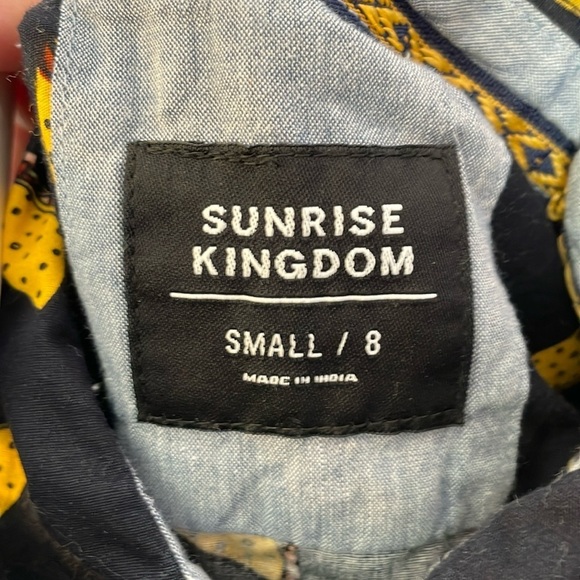 SUNRISE
KINGDOM
SMALL / 8
MADE IN INDIA